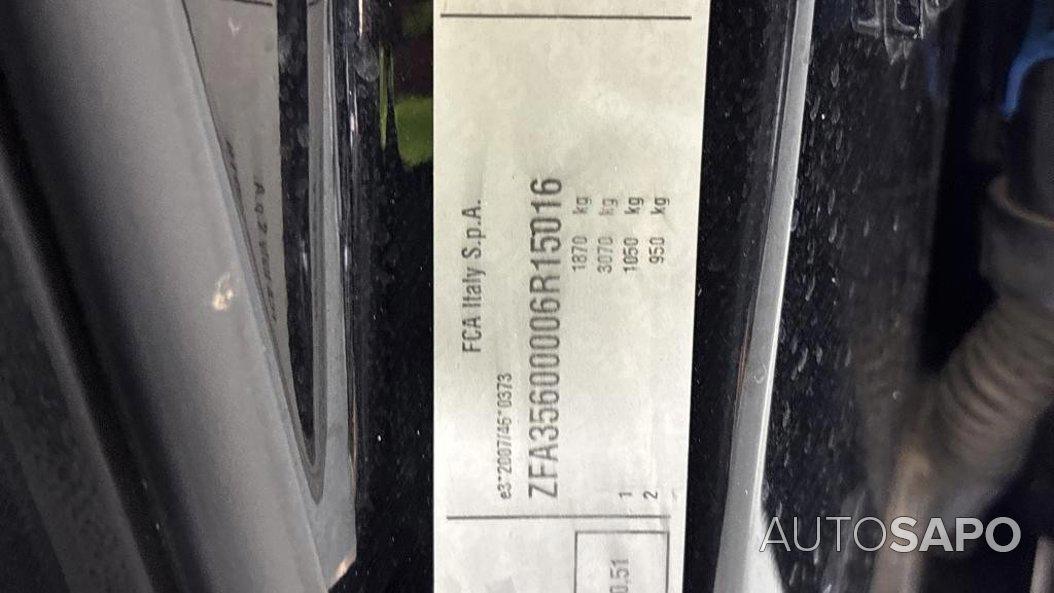 FCA Italy S.p.A.
e3*2007/46*0373
ZFA35600006R15016
1870 kg
3070 kg
1 1050 kg
2 950 kg
0.51
AUTOSAPO